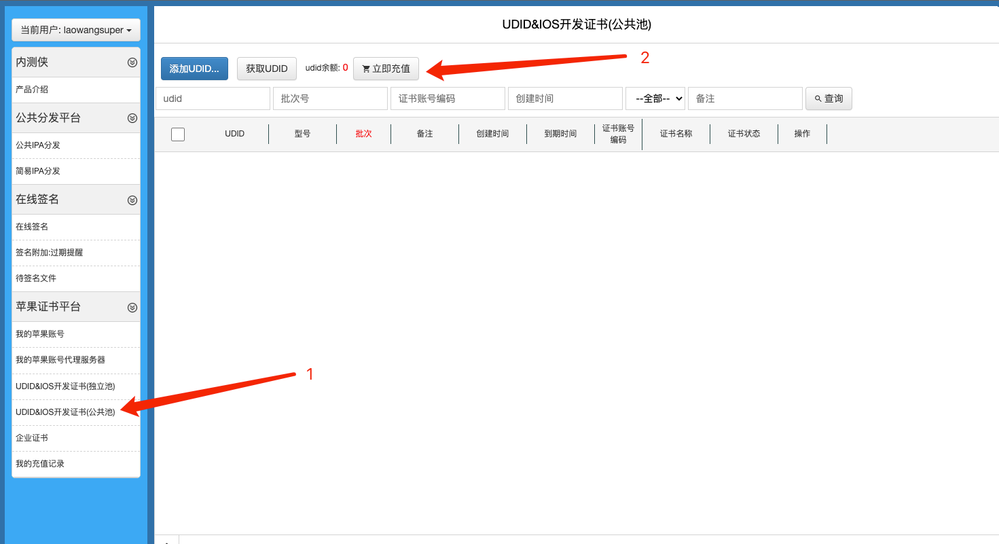 当前用户: laowangsuper
内测侠
产品介绍
公共分发平台
公共IPA分发
简易IPA分发
在线签名
在线签名
签名附加:过期提醒
待签名文件
苹果证书平台
我的苹果账号
我的苹果账号代理服务器
UDID&IOS开发证书(独立池)
UDID&IOS开发证书(公共池)
企业证书
我的充值记录
1
UDID&IOS开发证书(公共池)
添加UDID... 获取UDID udid余额: 0 立即充值
2
udid 批次号 证书账号编码 创建时间 --全部-- 备注 查询
UDID 型号 批次 备注 创建时间 到期时间 证书账号 证书名称 证书状态 操作
编码